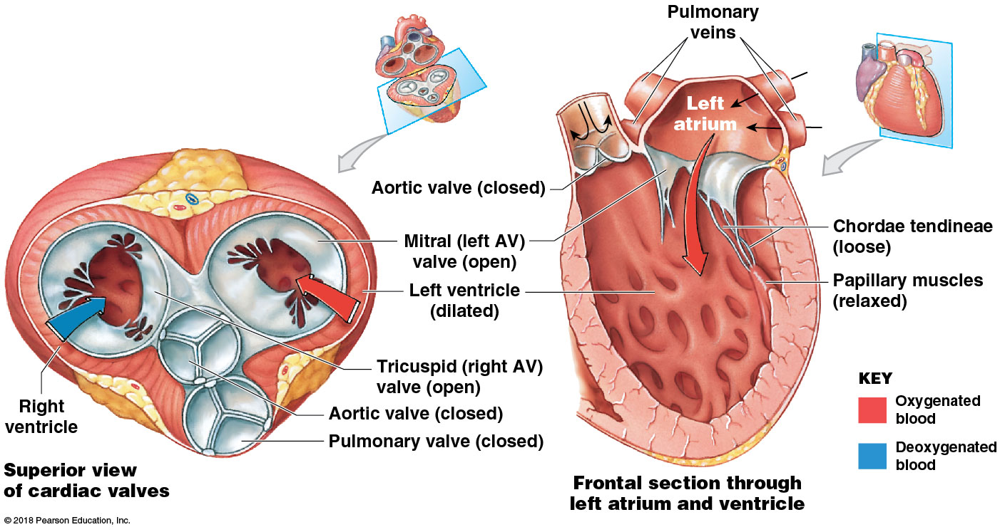 Pulmonary
veins
Left
atrium
Aortic valve (closed)
Mitral (left AV)
valve (open)
Left ventricle
(dilated)
Chordae tendineae
(loose)
Papillary muscles
(relaxed)
Tricuspid (right AV)
valve (open)
Aortic valve (closed)
Pulmonary valve (closed)
Right
ventricle
KEY
Oxygenated
blood
Deoxygenated
blood
Superior view
of cardiac valves
Frontal section through
left atrium and ventricle
© 2018 Pearson Education, Inc.